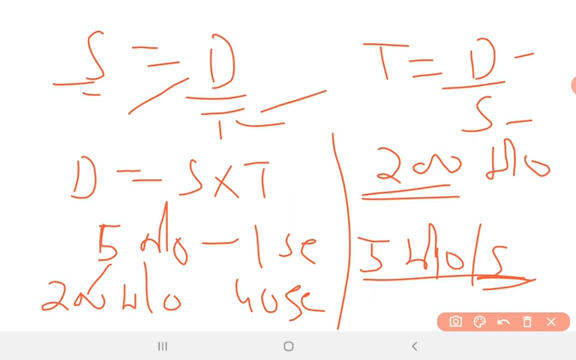 S = D
T
T = D
S
D = S X T
5 – 1 se
200 40 se
200
5 /s